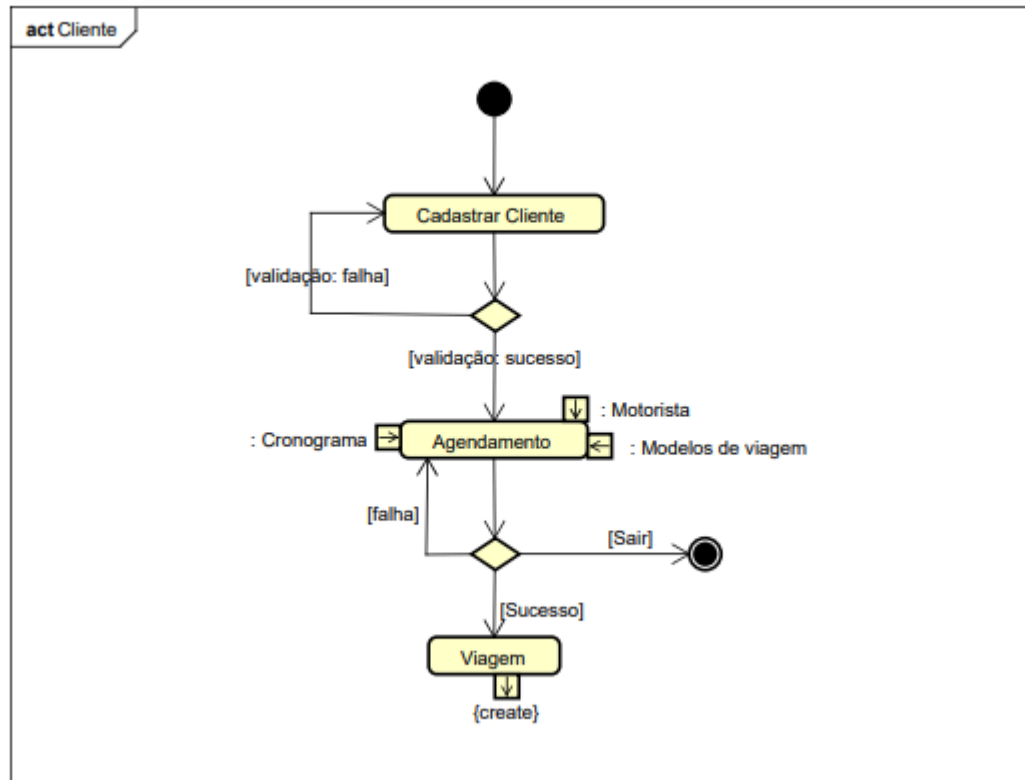 act Cliente
Cadastrar Cliente
[validação: falha]
[validação: sucesso]
: Motorista
: Cronograma
Agendamento
: Modelos de viagem
[falha]
[Sair]
[Sucesso]
Viagem
{create}